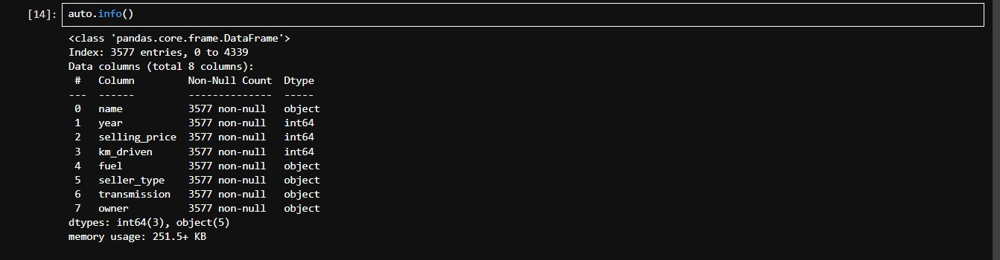 [14]: auto.info()
<class 'pandas.core.frame.DataFrame'>
Index: 3577 entries, 0 to 4339
Data columns (total 8 columns):
 #   Column         Non-Null Count  Dtype
---  ------         --------------  -----
 0   name           3577 non-null   object
 1   year           3577 non-null   int64
 2   selling_price  3577 non-null   int64
 3   km_driven      3577 non-null   int64
 4   fuel           3577 non-null   object
 5   seller_type    3577 non-null   object
 6   transmission   3577 non-null   object
 7   owner          3577 non-null   object
dtypes: int64(3), object(5)
memory usage: 251.5+ KB